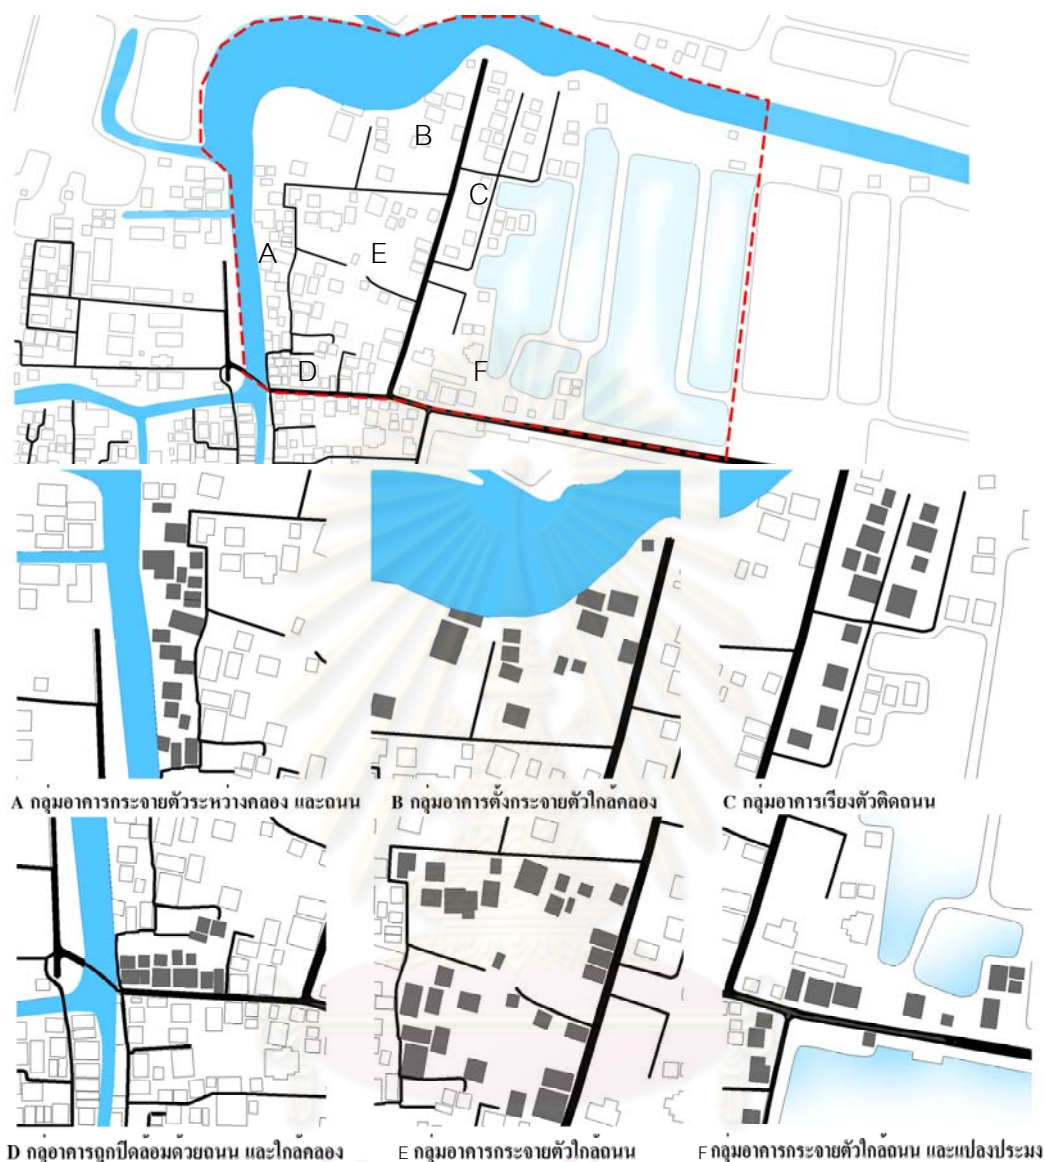 B
C
A
E
D
F
A กลุ่มอาคารกระจายตัวระหว่างคลอง และถนน
B กลุ่มอาคารตั้งกระจายตัวใกล้คลอง
C กลุ่มอาคารเรียงตัวติดถนน
D กลุ่อาคารถูกปิดล้อมด้วยถนน และใกล้คลอง
E กลุ่มอาคารกระจายตัวใกล้ถนน
F กลุ่มอาคารกระจายตัวใกล้ถนน และแปลงประมง